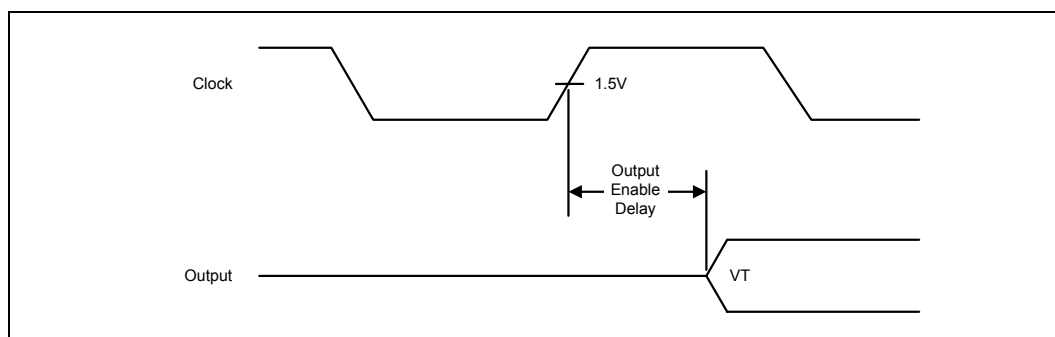 Clock
1.5V
Output
Enable
Delay
Output
VT